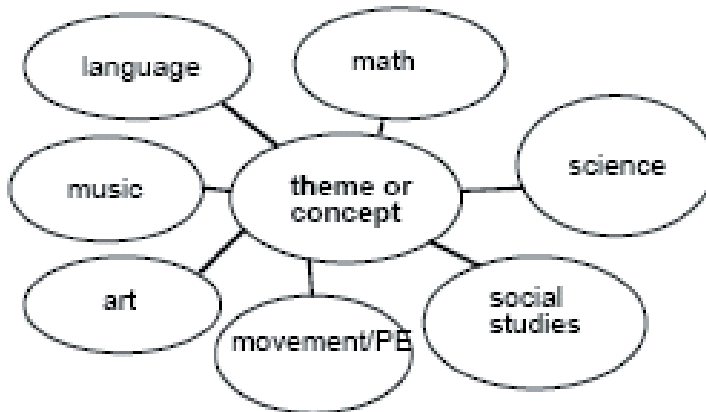 language
math
science
music
theme or
concept
art
social
studies
movement/PE